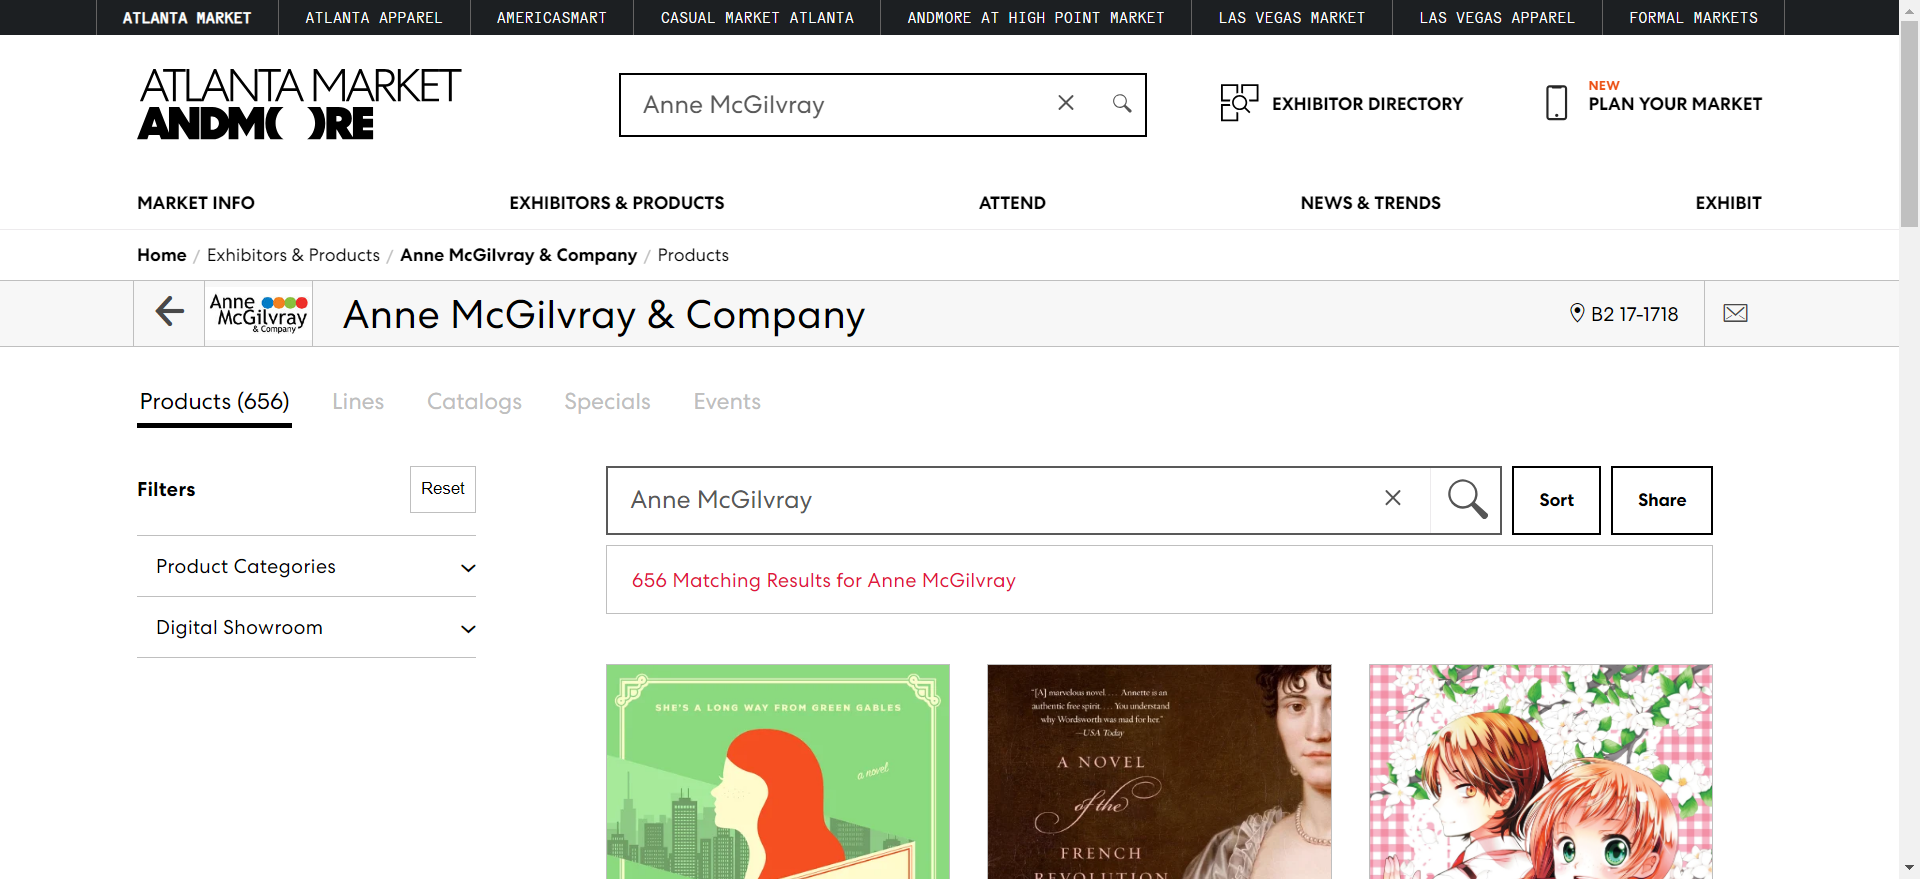 ATLANTA MARKET
ATLANTA APPAREL
AMERICASMART
CASUAL MARKET ATLANTA
ANDMORE AT HIGH POINT MARKET
LAS VEGAS MARKET
LAS VEGAS APPAREL
FORMAL MARKETS
ATLANTA MARKET
ANDMORE
Anne McGilvray
EXHIBITOR DIRECTORY
NEW
PLAN YOUR MARKET
MARKET INFO
EXHIBITORS & PRODUCTS
ATTEND
NEWS & TRENDS
EXHIBIT
Home / Exhibitors & Products / Anne McGilvray & Company / Products
Anne
McGilvray
& Company
Anne McGilvray & Company
B2 17-1718
Products (656)
Lines
Catalogs
Specials
Events
Filters
Reset
Product Categories
Digital Showroom
Anne McGilvray
Sort
Share
656 Matching Results for Anne McGilvray
SHE'S A LONG WAY FROM GREEN GABLES
a novel
"[A] marvelous novel. . . . Annette is an
authentic free spirit. . . . You understand
why Wordsworth was mad for her."
—USA Today
A NOVEL
of the
FRENCH
REVOLUTION